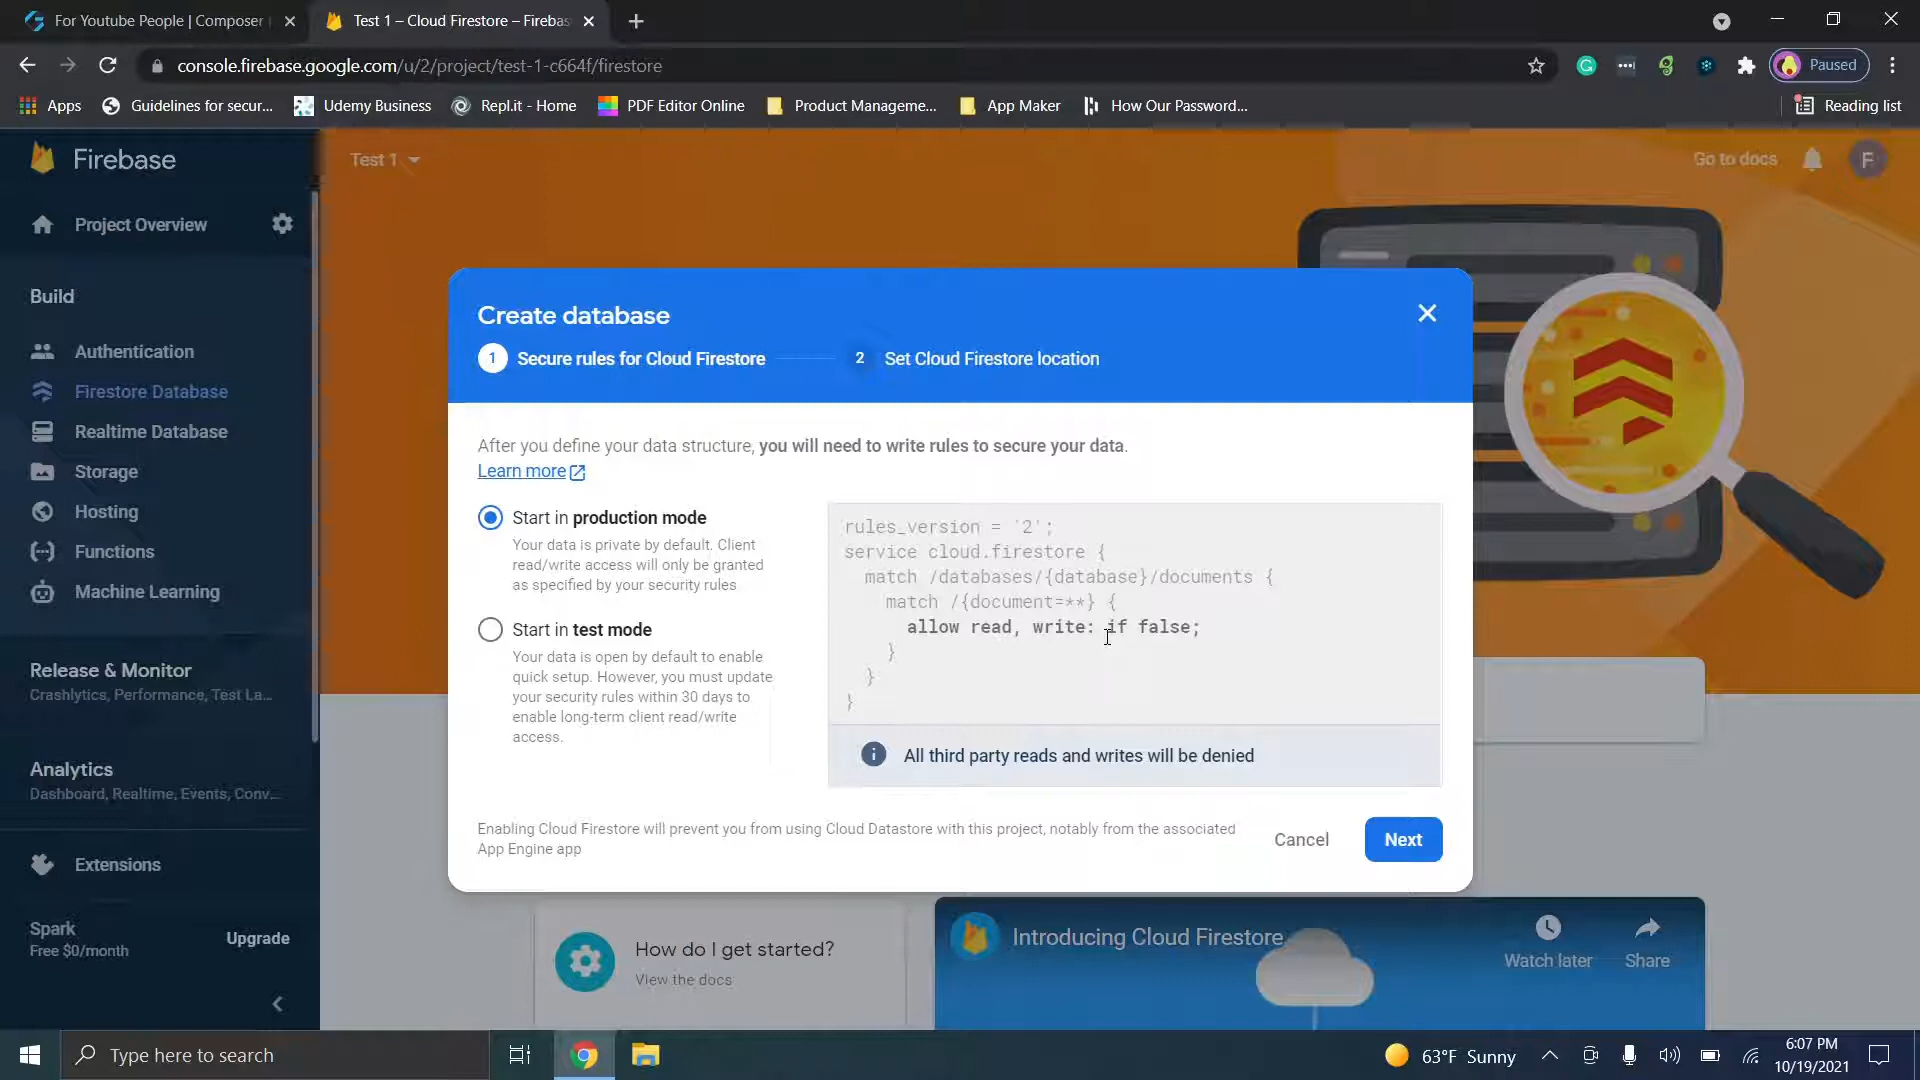 For Youtube People | Composer
Test 1 – Cloud Firestore – Firebas
console.firebase.google.com/u/2/project/test-1-c664f/firestore
Paused
Apps
Guidelines for secur...
Udemy Business
Repl.it - Home
PDF Editor Online
Product Manageme...
App Maker
How Our Password...
Reading list
Firebase
Test 1
Go to docs
F
Project Overview
Build
Authentication
Firestore Database
Realtime Database
Storage
Hosting
Functions
Machine Learning
Release & Monitor
Crashlytics, Performance, Test La...
Analytics
Dashboard, Realtime, Events, Conv...
Extensions
Spark
Free $0/month
Upgrade
Create database
1 Secure rules for Cloud Firestore
2 Set Cloud Firestore location
After you define your data structure, you will need to write rules to secure your data.
Learn more
Start in production mode
Your data is private by default. Client
read/write access will only be granted
as specified by your security rules
Start in test mode
Your data is open by default to enable
quick setup. However, you must update
your security rules within 30 days to
enable long-term client read/write
access.
rules_version = '2';
service cloud.firestore {
match /databases/{database}/documents {
match /{document=**} {
allow read, write: if false;
}
}
}
All third party reads and writes will be denied
Enabling Cloud Firestore will prevent you from using Cloud Datastore with this project, notably from the associated
App Engine app
Cancel
Next
How do I get started?
View the docs
Introducing Cloud Firestore
Watch later
Share
Type here to search
63°F Sunny
6:07 PM
10/19/2021